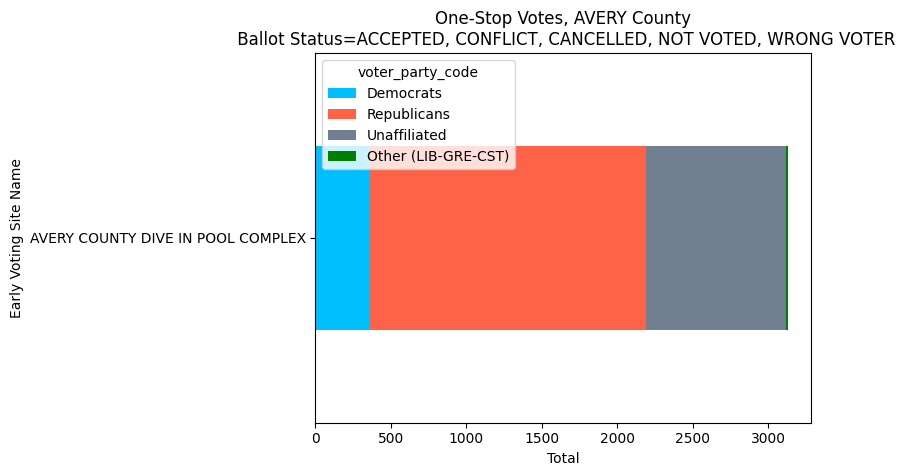 One-Stop Votes, AVERY County
Ballot Status=ACCEPTED, CONFLICT, CANCELLED, NOT VOTED, WRONG VOTER
voter_party_code
Democrats
Republicans
Unaffiliated
Other (LIB-GRE-CST)
Early Voting Site Name
AVERY COUNTY DIVE IN POOL COMPLEX
0 500 1000 1500 2000 2500 3000
Total